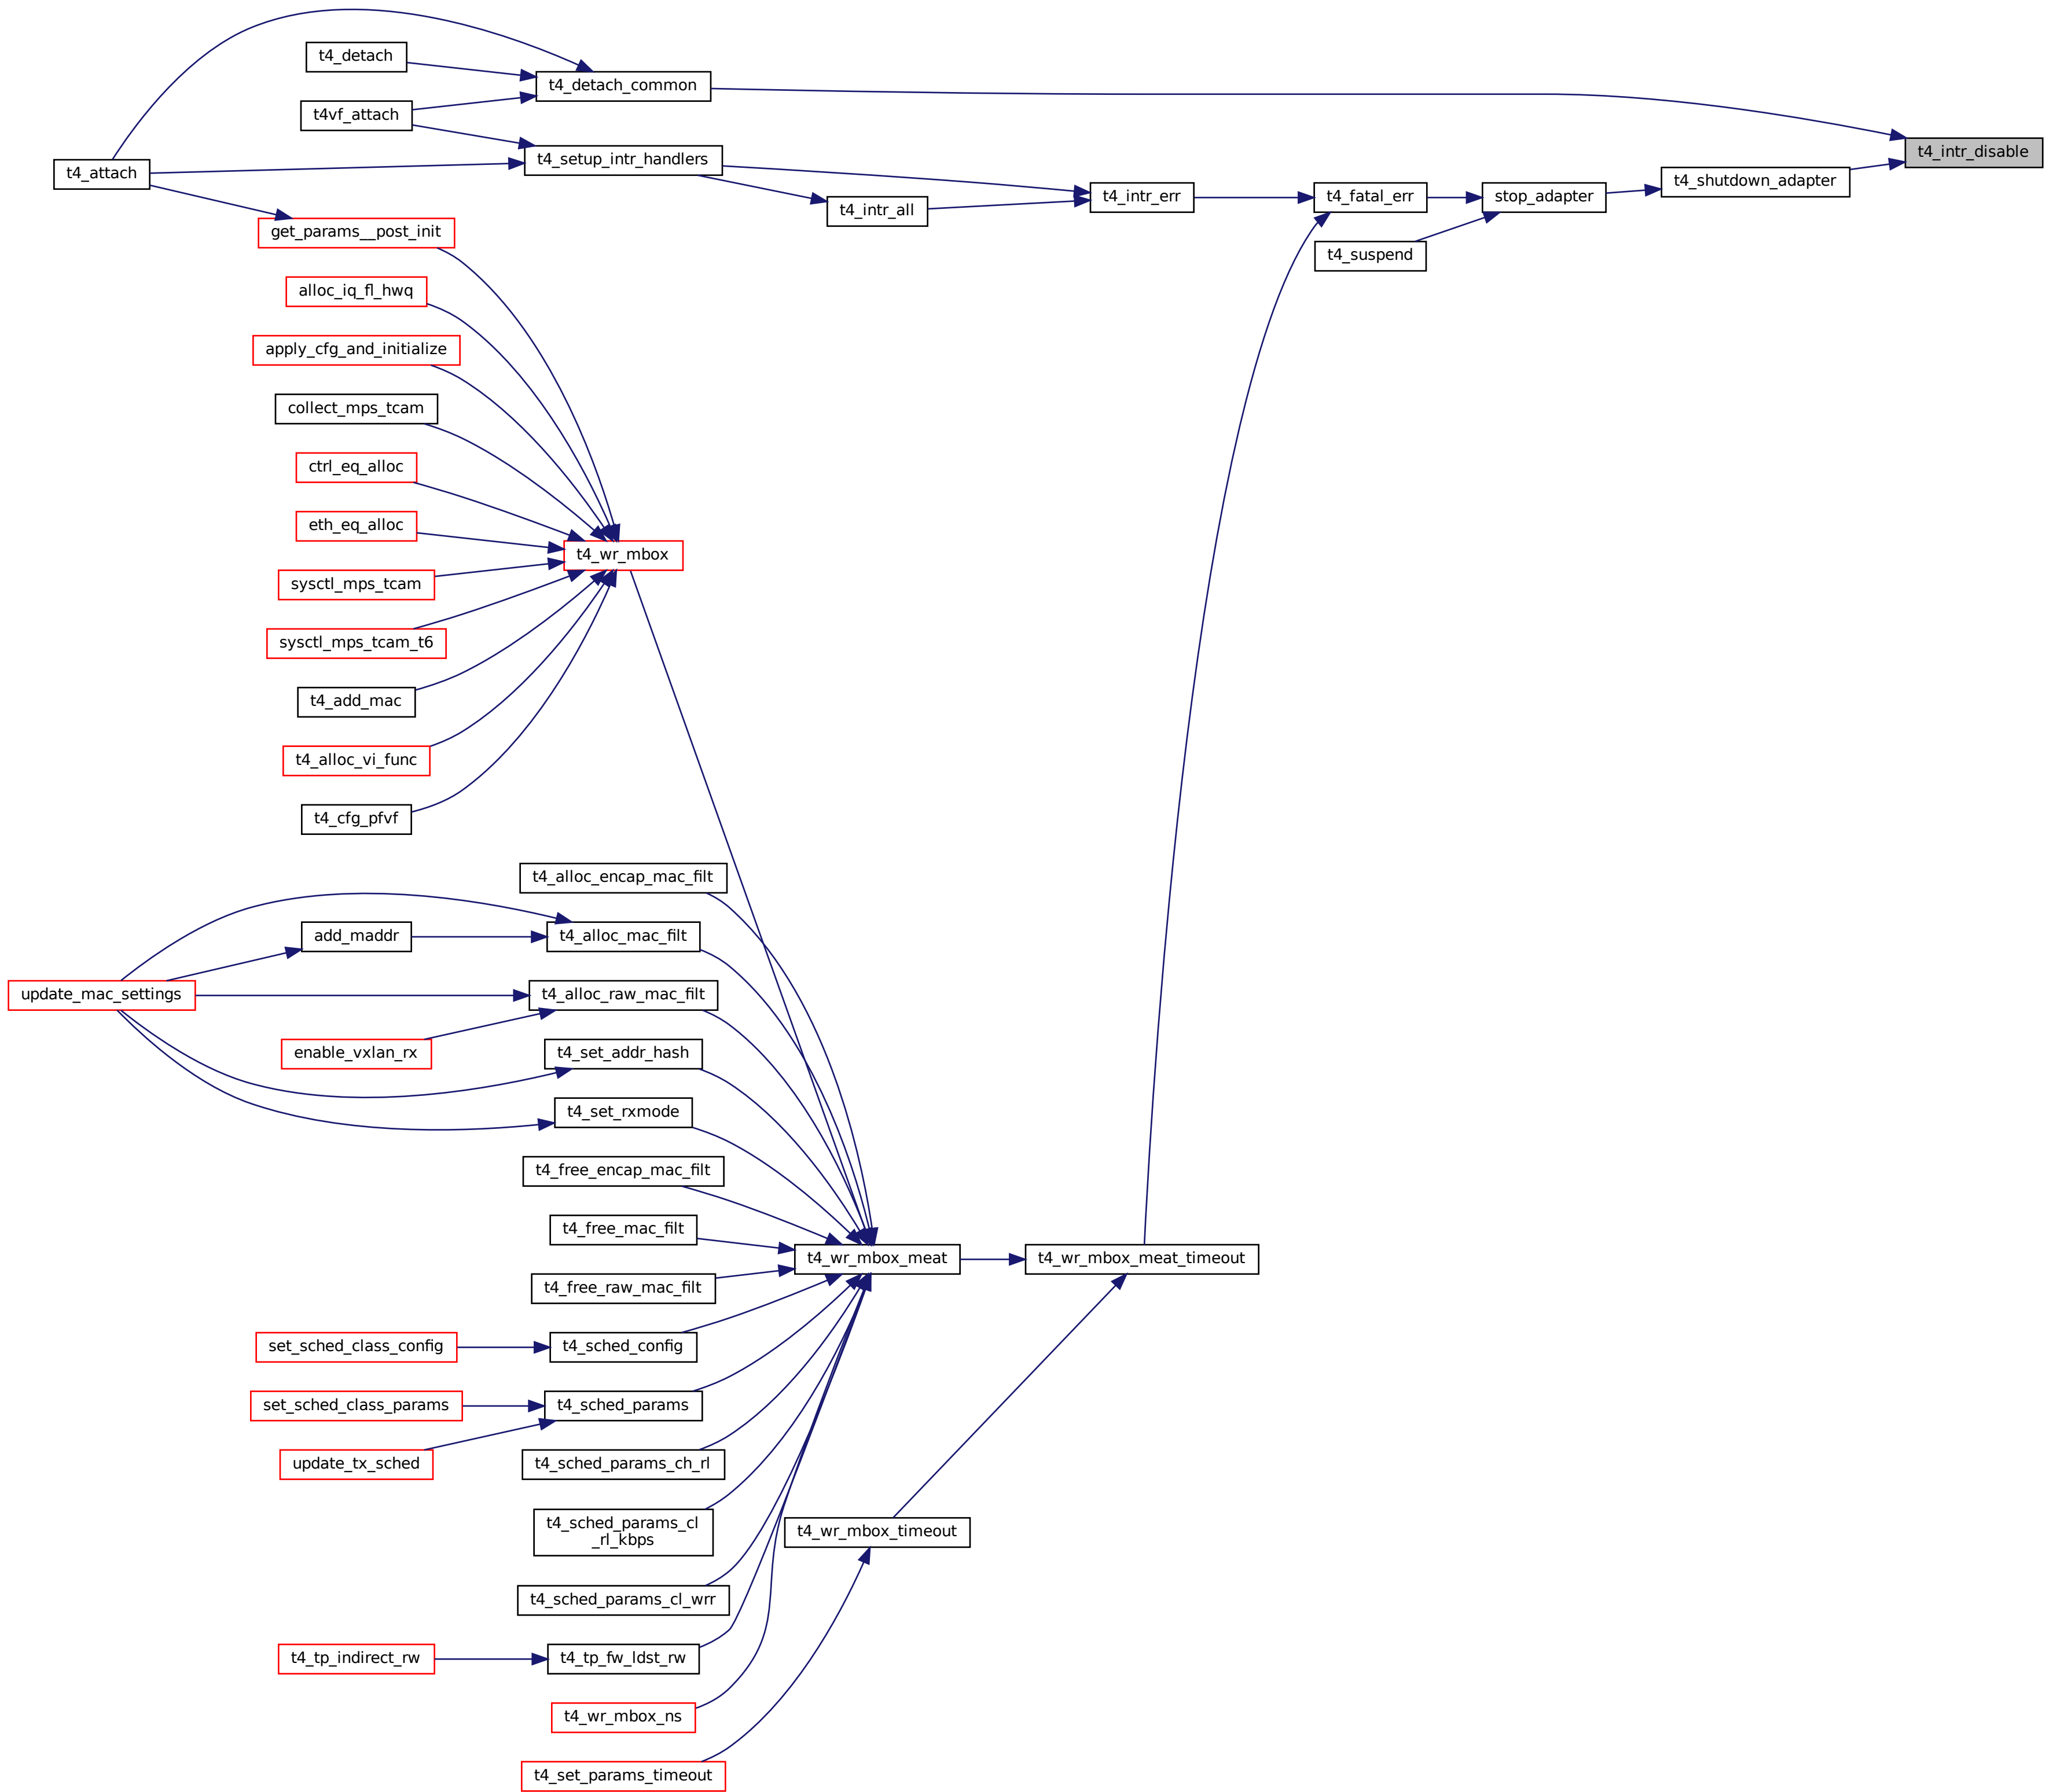 t4_detach
t4_detach_common
t4vf_attach
t4_intr_disable
t4_setup_intr_handlers
t4_attach
t4_shutdown_adapter
t4_intr_err
t4_fatal_err
stop_adapter
t4_intr_all
get_params__post_init
t4_suspend
alloc_iq_fl_hwq
apply_cfg_and_initialize
collect_mps_tcam
ctrl_eq_alloc
eth_eq_alloc
t4_wr_mbox
sysctl_mps_tcam
sysctl_mps_tcam_t6
t4_add_mac
t4_alloc_vi_func
t4_cfg_pfvf
t4_alloc_encap_mac_filt
add_maddr
t4_alloc_mac_filt
update_mac_settings
t4_alloc_raw_mac_filt
enable_vxlan_rx
t4_set_addr_hash
t4_set_rxmode
t4_free_encap_mac_filt
t4_free_mac_filt
t4_wr_mbox_meat
t4_wr_mbox_meat_timeout
t4_free_raw_mac_filt
set_sched_class_config
t4_sched_config
set_sched_class_params
t4_sched_params
update_tx_sched
t4_sched_params_ch_rl
t4_sched_params_cl
_rl_kbps
t4_wr_mbox_timeout
t4_sched_params_cl_wrr
t4_tp_indirect_rw
t4_tp_fw_ldst_rw
t4_wr_mbox_ns
t4_set_params_timeout